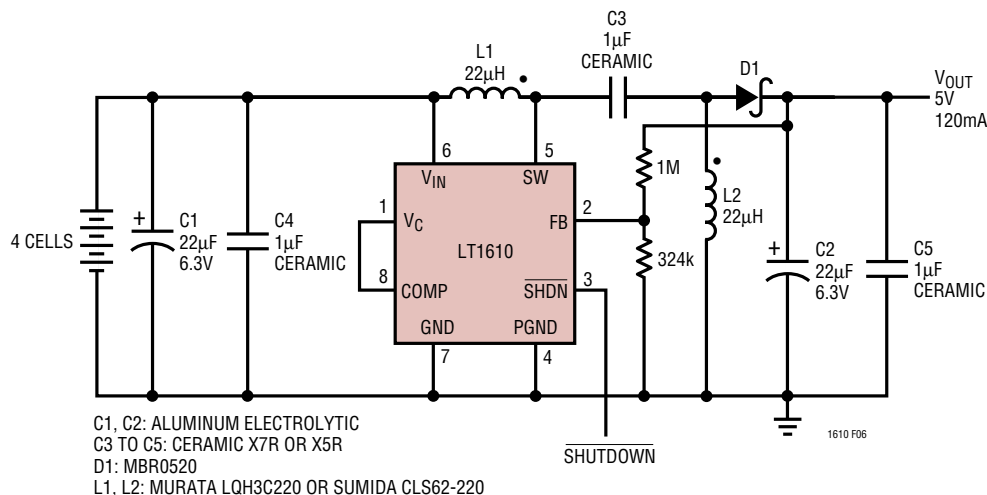 C3
1µF
CERAMIC
L1
22µH
D1
VOUT
5V
120mA
6
5
VIN
SW
1M
1
VC
2
FB
L2
22µH
4 CELLS
+
C1
22µF
6.3V
C4
1µF
CERAMIC
LT1610
324k
+
C2
22µF
6.3V
C5
1µF
CERAMIC
8
COMP
3
SHDN
GND
PGND
7
4
C1, C2: ALUMINUM ELECTROLYTIC
C3 TO C5: CERAMIC X7R OR X5R
D1: MBR0520
L1, L2: MURATA LQH3C220 OR SUMIDA CLS62-220
SHUTDOWN
1610 F06